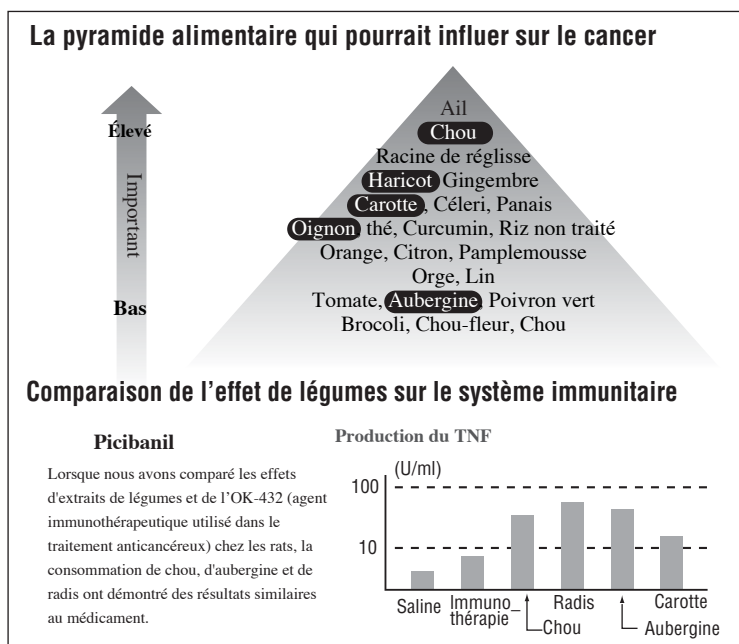 La pyramide alimentaire qui pourrait influer sur le cancer
Élevé
Important
Bas
Ail
Chou
Racine de réglisse
Haricot Gingembre
Carotte, Céleri, Panais
Oignon, thé, Curcumin, Riz non traité
Orange, Citron, Pamplemousse
Orge, Lin
Tomate, Aubergine, Poivron vert
Brocoli, Chou-fleur, Chou
Comparaison de l'effet de légumes sur le système immunitaire
Picibanil
Lorsque nous avons comparé les effets
d'extraits de légumes et de l'OK-432 (agent
immunothérapeutique utilisé dans le
traitement anticancéreux) chez les rats, la
consommation de chou, d'aubergine et de
radis ont démontré des résultats similaires
au médicament.
Production du TNF
(U/ml)
100
10
Saline
Immuno_
thérapie
Chou
Radis
Aubergine
Carotte